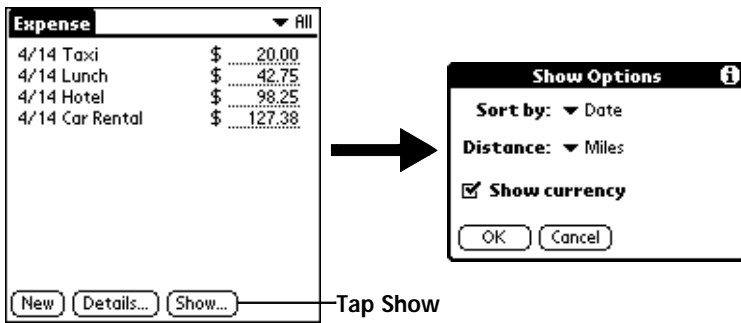 Expense
All
4/14 Taxi $ 20.00
4/14 Lunch $ 42.75
4/14 Hotel $ 98.25
4/14 Car Rental $ 127.38
New Details... Show...
Tap Show
Show Options
Sort by: Date
Distance: Miles
Show currency
OK Cancel